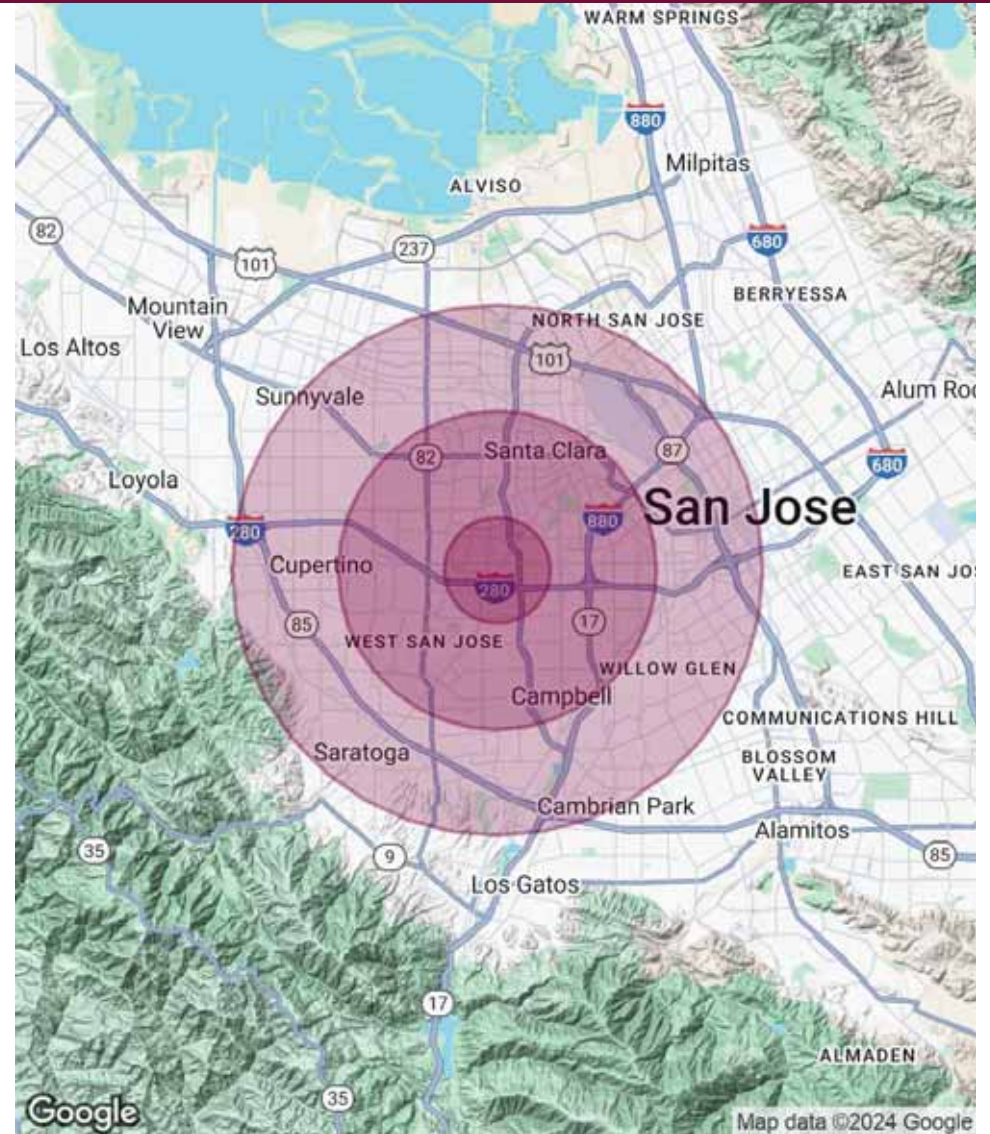 WARM SPRINGS
880
Milpitas
ALVISO
82
237
680
101
BERRYESSA
Mountain
View
NORTH SAN JOSE
Los Altos
101
Sunnyvale
Alum Roc
82
Santa Clara
87
680
Loyola
880
San Jose
280
Cupertino
EAST SAN JOS
280
85
17
WEST SAN JOSE
WILLOW GLEN
Campbell
COMMUNICATIONS HILL
Saratoga
BLOSSOM
VALLEY
Cambrian Park
Alamitos
35
9
85
Los Gatos
17
ALMADEN
35
Google
Map data ©2024 Google